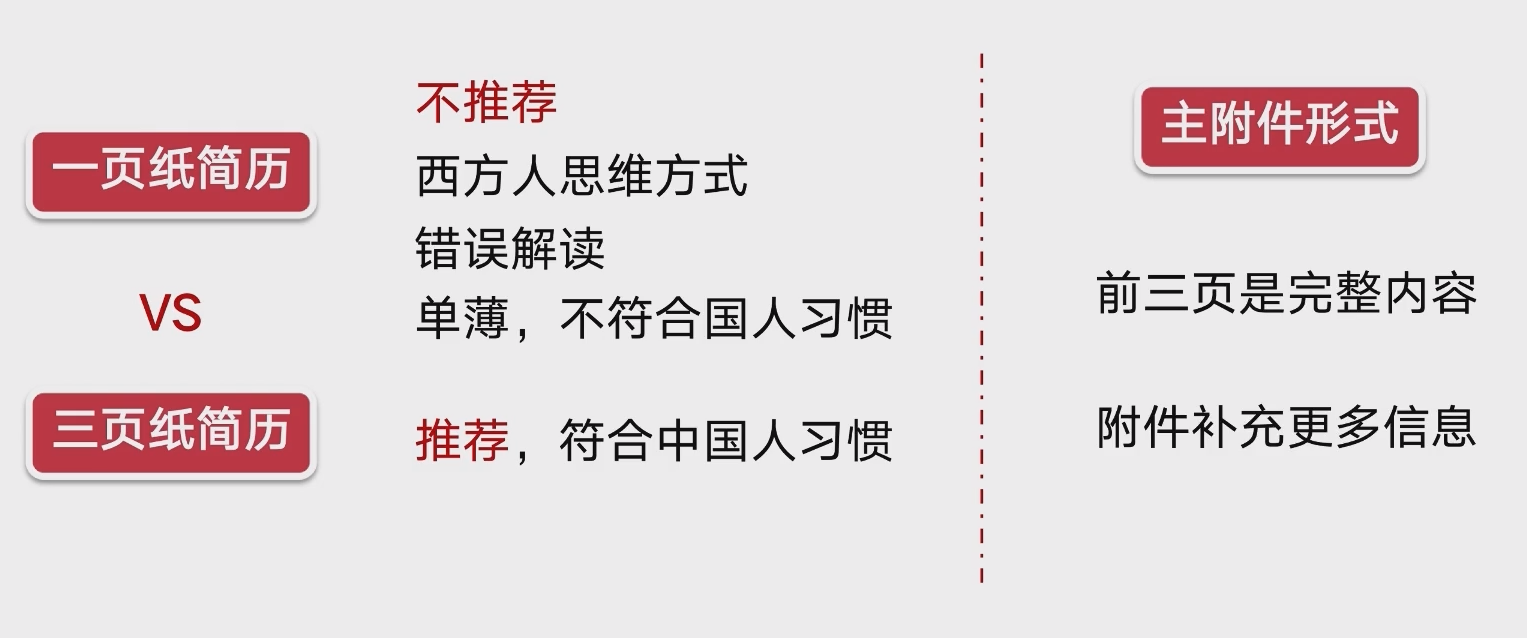 一页纸简历
VS
三页纸简历
不推荐
西方人思维方式
错误解读
单薄，不符合国人习惯
推荐，符合中国人习惯
主附件形式
前三页是完整内容
附件补充更多信息